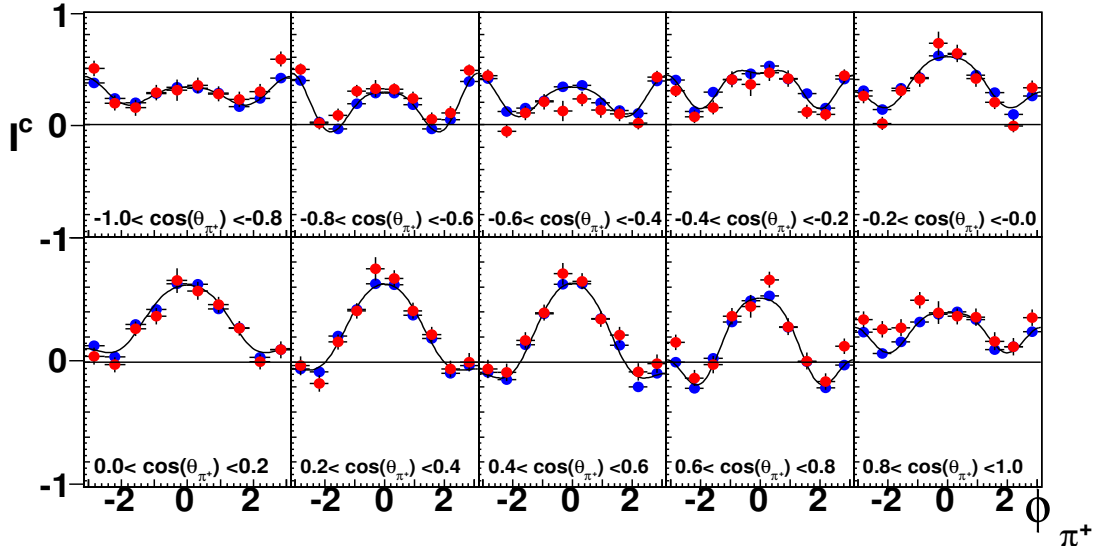 1
I^c
0
-1.0< cos(θ_π+) <-0.8
-0.8< cos(θ_π+) <-0.6
-0.6< cos(θ_π+) <-0.4
-0.4< cos(θ_π+) <-0.2
-0.2< cos(θ_π+) <-0.0
-1
0
0.0< cos(θ_π+) <0.2
0.2< cos(θ_π+) <0.4
0.4< cos(θ_π+) <0.6
0.6< cos(θ_π+) <0.8
0.8< cos(θ_π+) <1.0
-1
-2 0 2 -2 0 2 -2 0 2 -2 0 2 -2 0 2 ϕ_π+